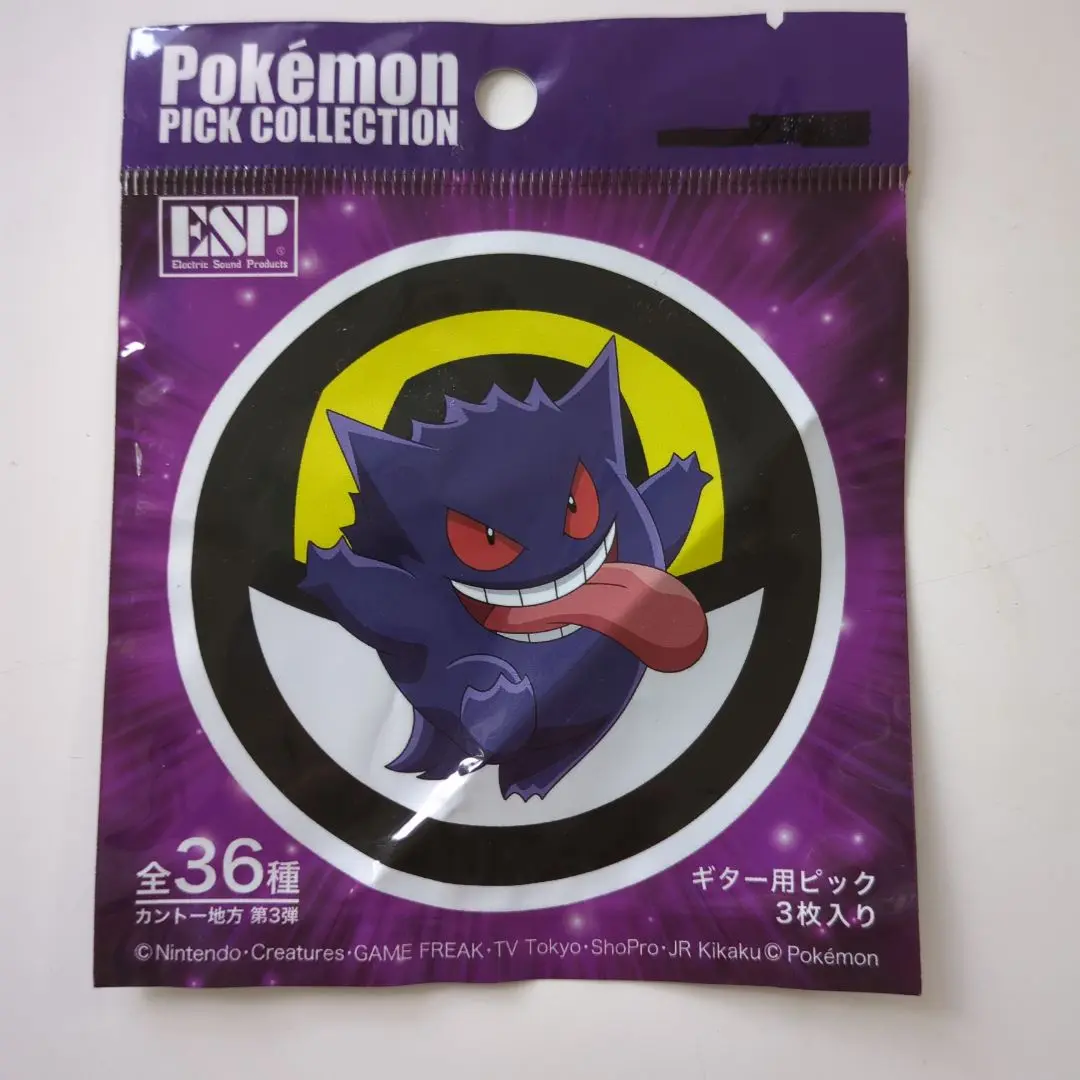 Pokémon
PICK COLLECTION
ESP®
Electric Sound Products
全36種
カントー地方 第3弾
ギター用ピック
3枚入り
©Nintendo・Creatures・GAME FREAK・TV Tokyo・ShoPro・JR Kikaku © Pokémon